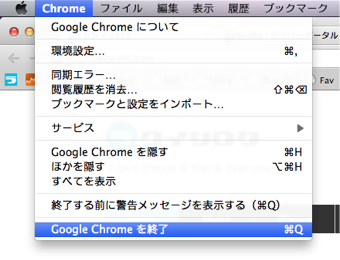 Chrome ファイル 編集 表示 履歴 ブックマーク
Google Chrome について
環境設定... ⌘,
同期エラー...
閲覧履歴を消去... ⇧⌘⌫
ブックマークと設定をインポート...
サービス ▶
Google Chrome を隠す ⌘H
ほかを隠す ⌥⌘H
すべてを表示
終了する前に警告メッセージを表示する（⌘Q）
Google Chrome を終了 ⌘Q
ポータル
Fav